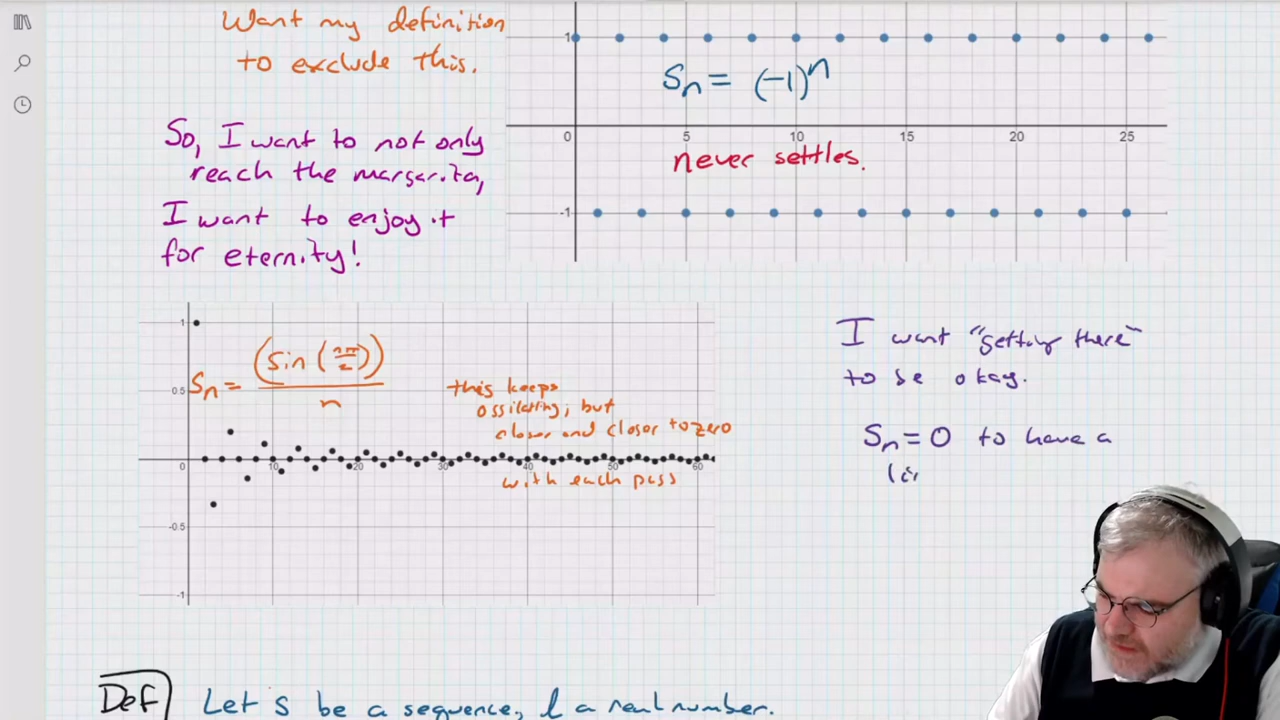 Want my definition
to exclude this.
So, I want to not only
reach the margarita,
I want to enjoy it
for eternity!
1
Sn = (-1)^n
0 5 10 15 20 25
never settles.
-1
1
0.5
Sn = (sin(nπ/2))/n
this keeps
ossilating, but
closer and closer to zero
0 10 20 30 40 50 60
with each pass
-0.5
-1
I want "getting there"
to be okay.
Sn = 0 to have a
Def Let S be a sequence, l a real number.